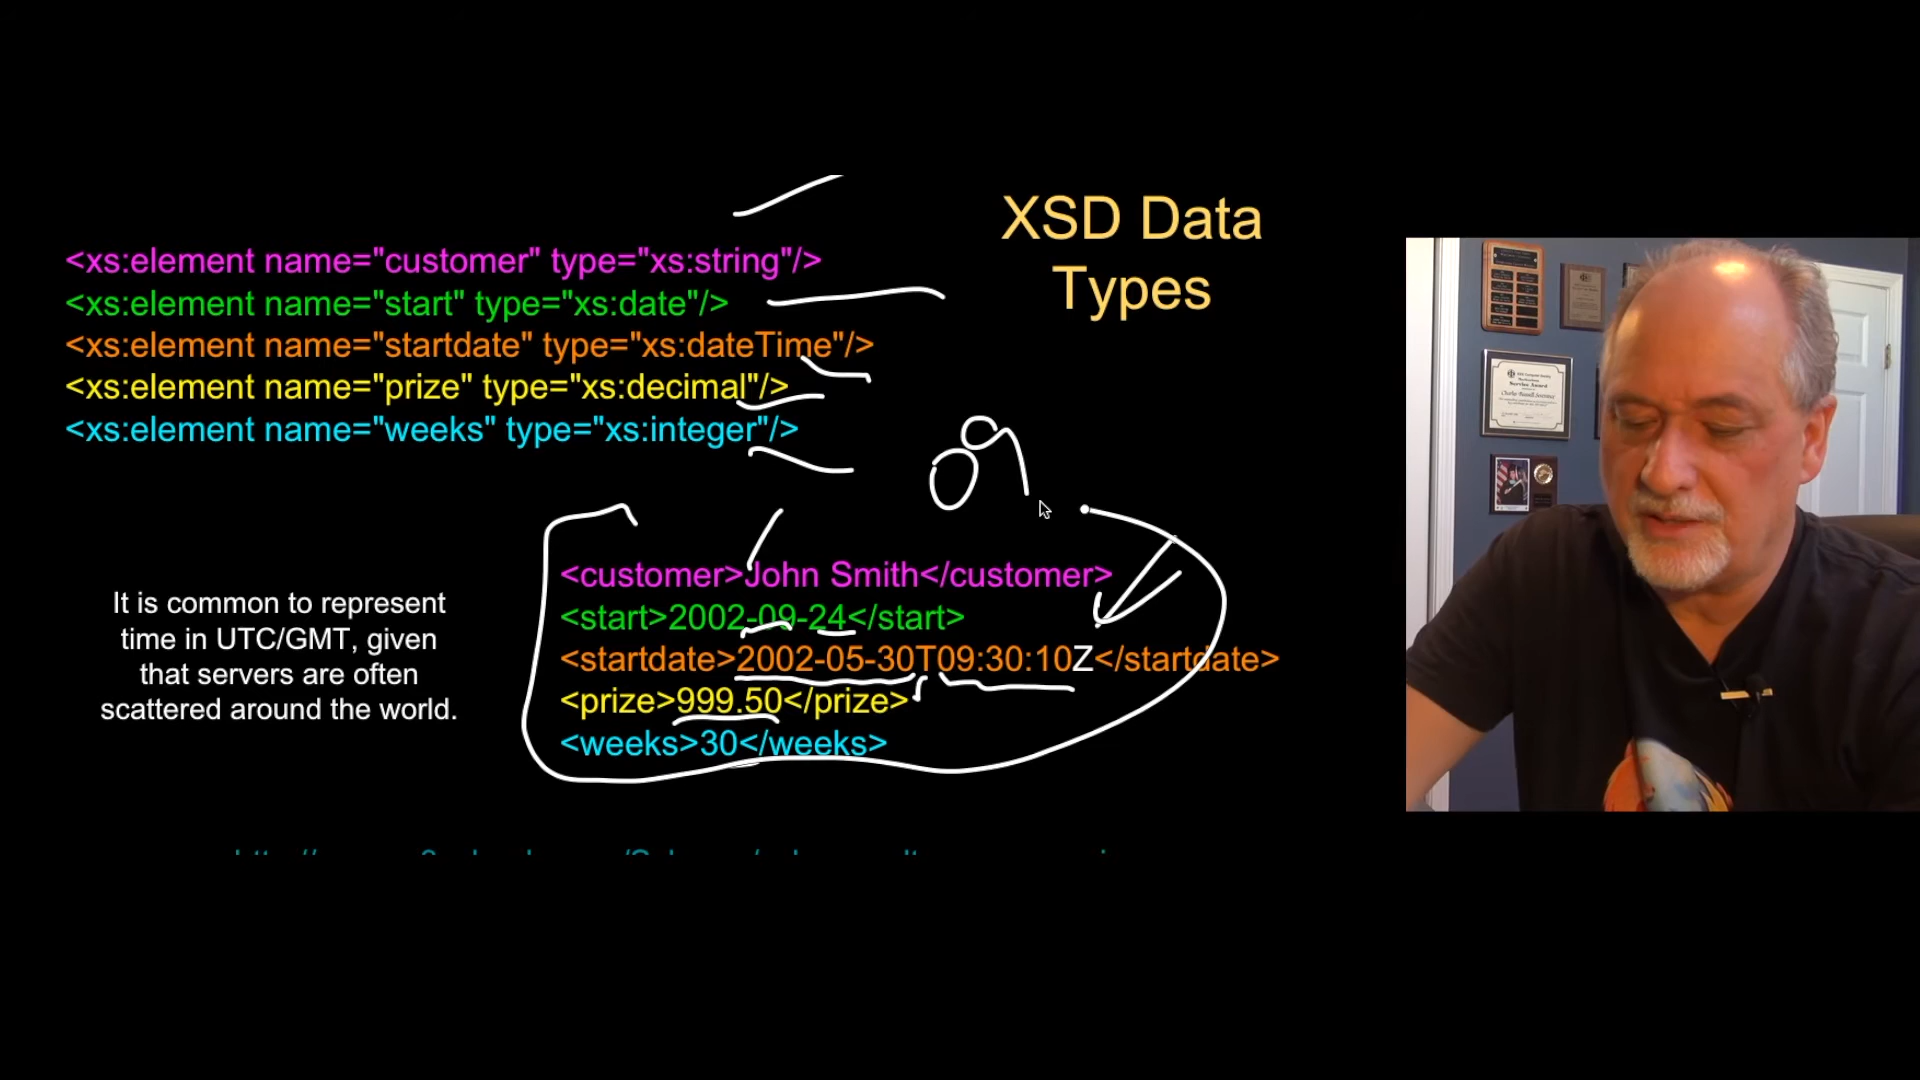 XSD Data
Types
<xs:element name="customer" type="xs:string"/>
<xs:element name="start" type="xs:date"/>
<xs:element name="startdate" type="xs:dateTime"/>
<xs:element name="prize" type="xs:decimal"/>
<xs:element name="weeks" type="xs:integer"/>
It is common to represent
time in UTC/GMT, given
that servers are often
scattered around the world.
<customer>John Smith</customer>
<start>2002-09-24</start>
<startdate>2002-05-30T09:30:10Z</startdate>
<prize>999.50</prize>
<weeks>30</weeks>
Service Award